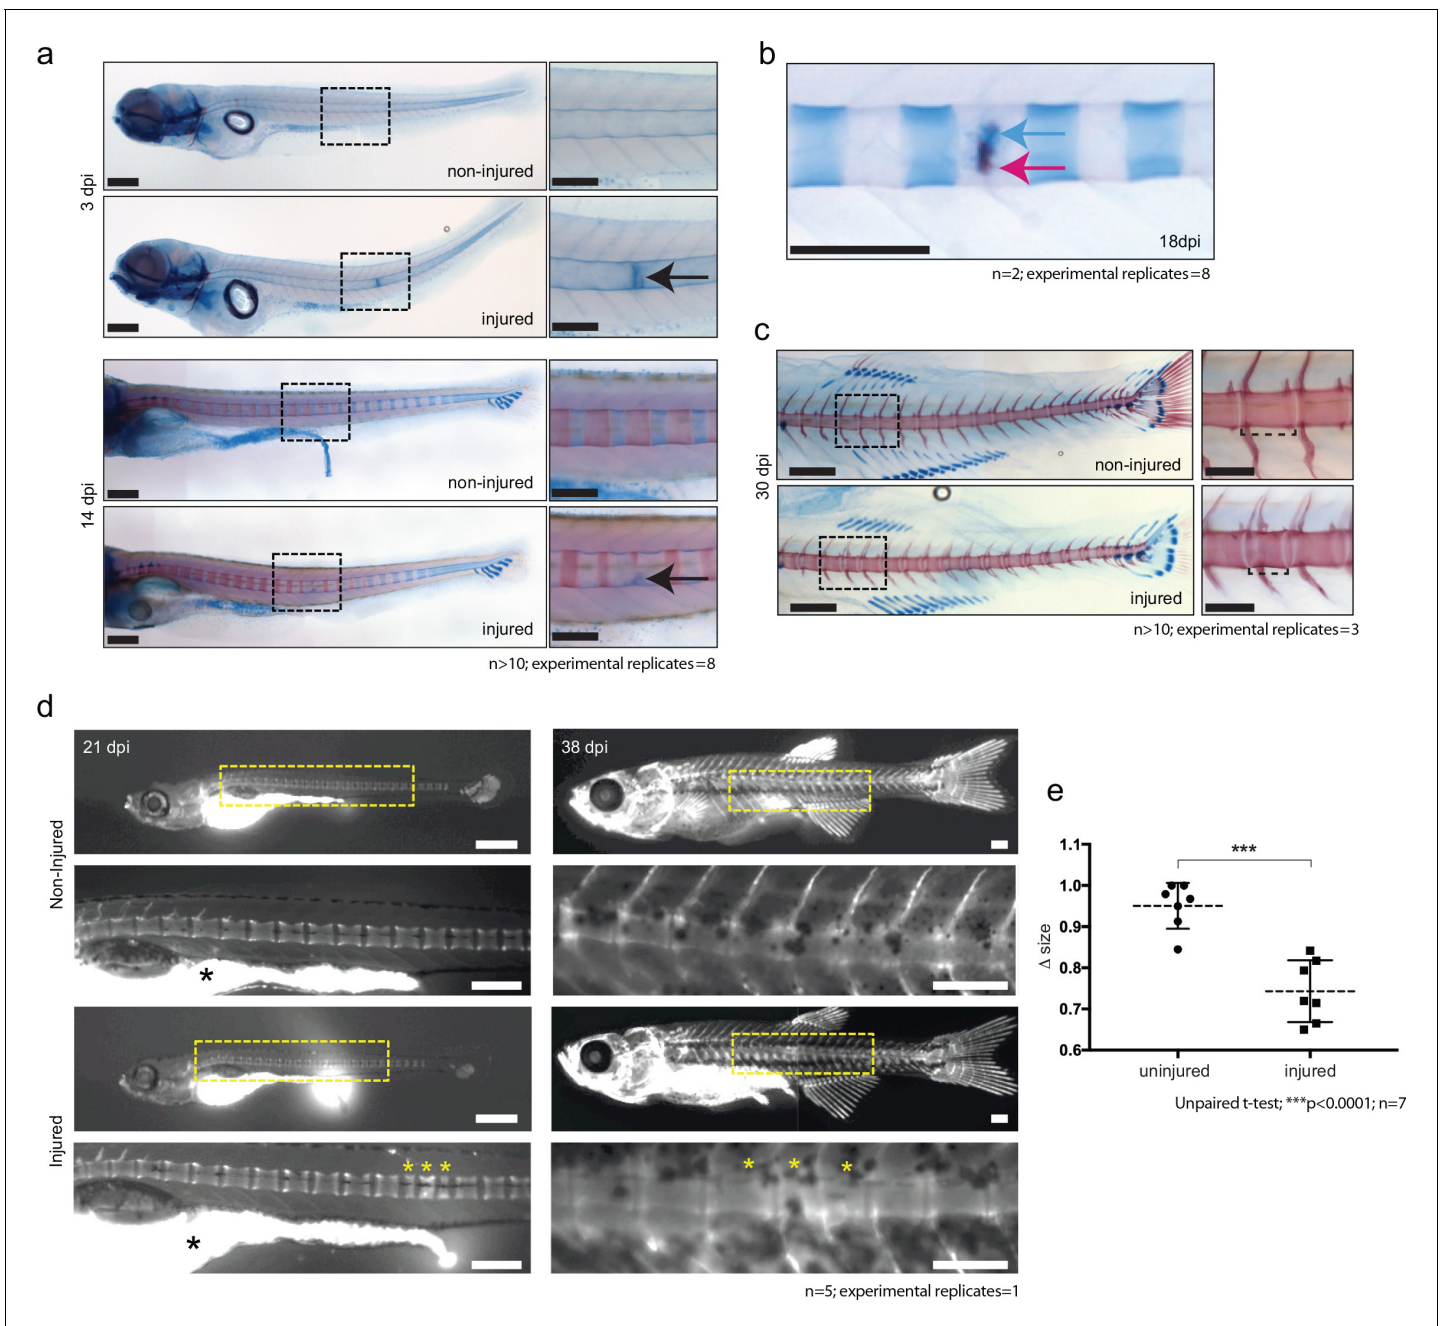 a
3 dpi
non-injured
injured
14 dpi
non-injured
injured
n>10; experimental replicates=8
b
18dpi
n=2; experimental replicates=8
c
30 dpi
non-injured
injured
n>10; experimental replicates=3
d
21 dpi
38 dpi
Non-Injured
*
Injured
* * *
* * *
*
n=5; experimental replicates=1
e
***
Δ size
1.1
1.0
0.9
0.8
0.7
0.6
uninjured injured
Unpaired t-test; ***p<0.0001; n=7